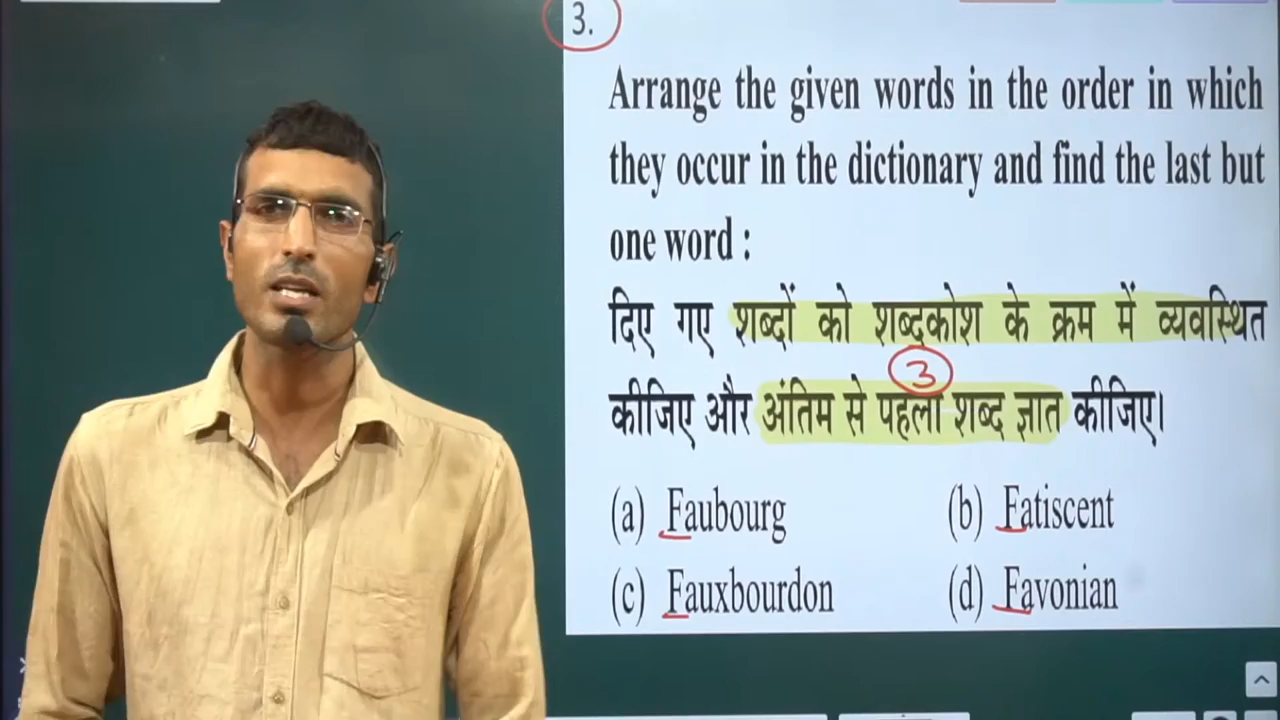 3.
Arrange the given words in the order in which
they occur in the dictionary and find the last but
one word :
दिए गए शब्दों को शब्दकोश के क्रम में व्यवस्थित
3
कीजिए और अंतिम से पहला शब्द ज्ञात कीजिए।
(a) Faubourg (b) Fatiscent
(c) Fauxbourdon (d) Favonian